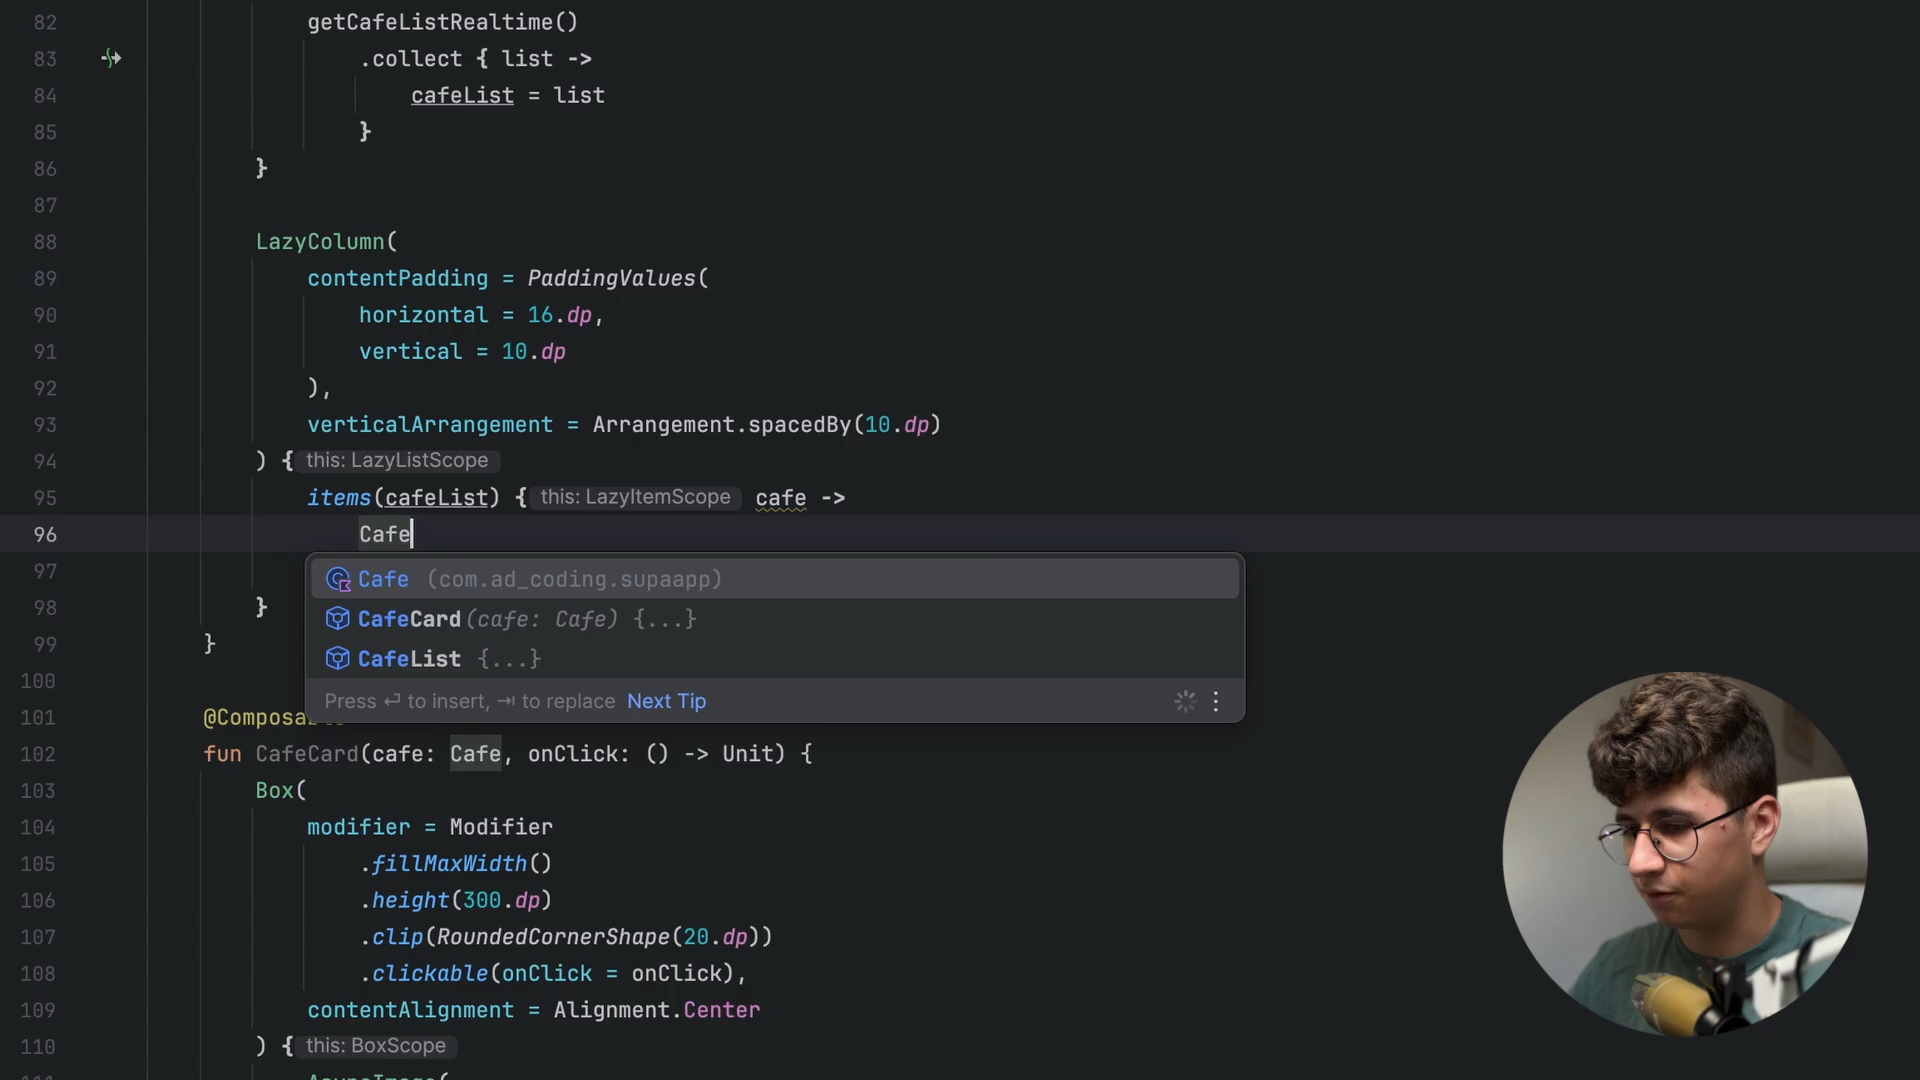 82 getCafeListRealtime()
83 .collect { list ->
84 cafeList = list
85 }
86 }
87
88 LazyColumn(
89 contentPadding = PaddingValues(
90 horizontal = 16.dp,
91 vertical = 10.dp
92 ),
93 verticalArrangement = Arrangement.spacedBy(10.dp)
94 ) { this: LazyListScope
95 items(cafeList) { this: LazyItemScope cafe ->
96 Cafe
97
Cafe (com.ad_coding.supaapp)
98 }
CafeCard(cafe: Cafe) {...}
99 }
CafeList {...}
100
Press ⏎ to insert, ⇥ to replace Next Tip
101 @Composable
102 fun CafeCard(cafe: Cafe, onClick: () -> Unit) {
103 Box(
104 modifier = Modifier
105 .fillMaxWidth()
106 .height(300.dp)
107 .clip(RoundedCornerShape(20.dp))
108 .clickable(onClick = onClick),
109 contentAlignment = Alignment.Center
110 ) { this: BoxScope
111 AsyncImage(